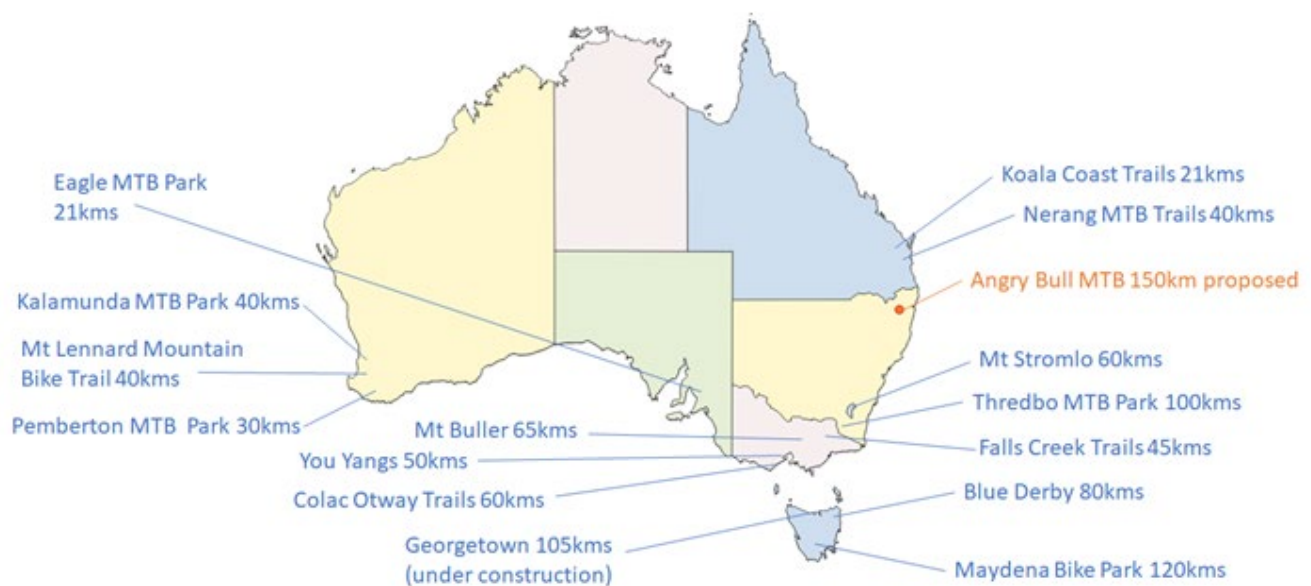 Eagle MTB Park
21kms
Kalamunda MTB Park 40kms
Mt Lennard Mountain
Bike Trail 40kms
Pemberton MTB Park 30kms
Mt Buller 65kms
You Yangs 50kms
Colac Otway Trails 60kms
Georgetown 105kms
(under construction)
Koala Coast Trails 21kms
Nerang MTB Trails 40kms
Angry Bull MTB 150km proposed
Mt Stromlo 60kms
Thredbo MTB Park 100kms
Falls Creek Trails 45kms
Blue Derby 80kms
Maydena Bike Park 120kms